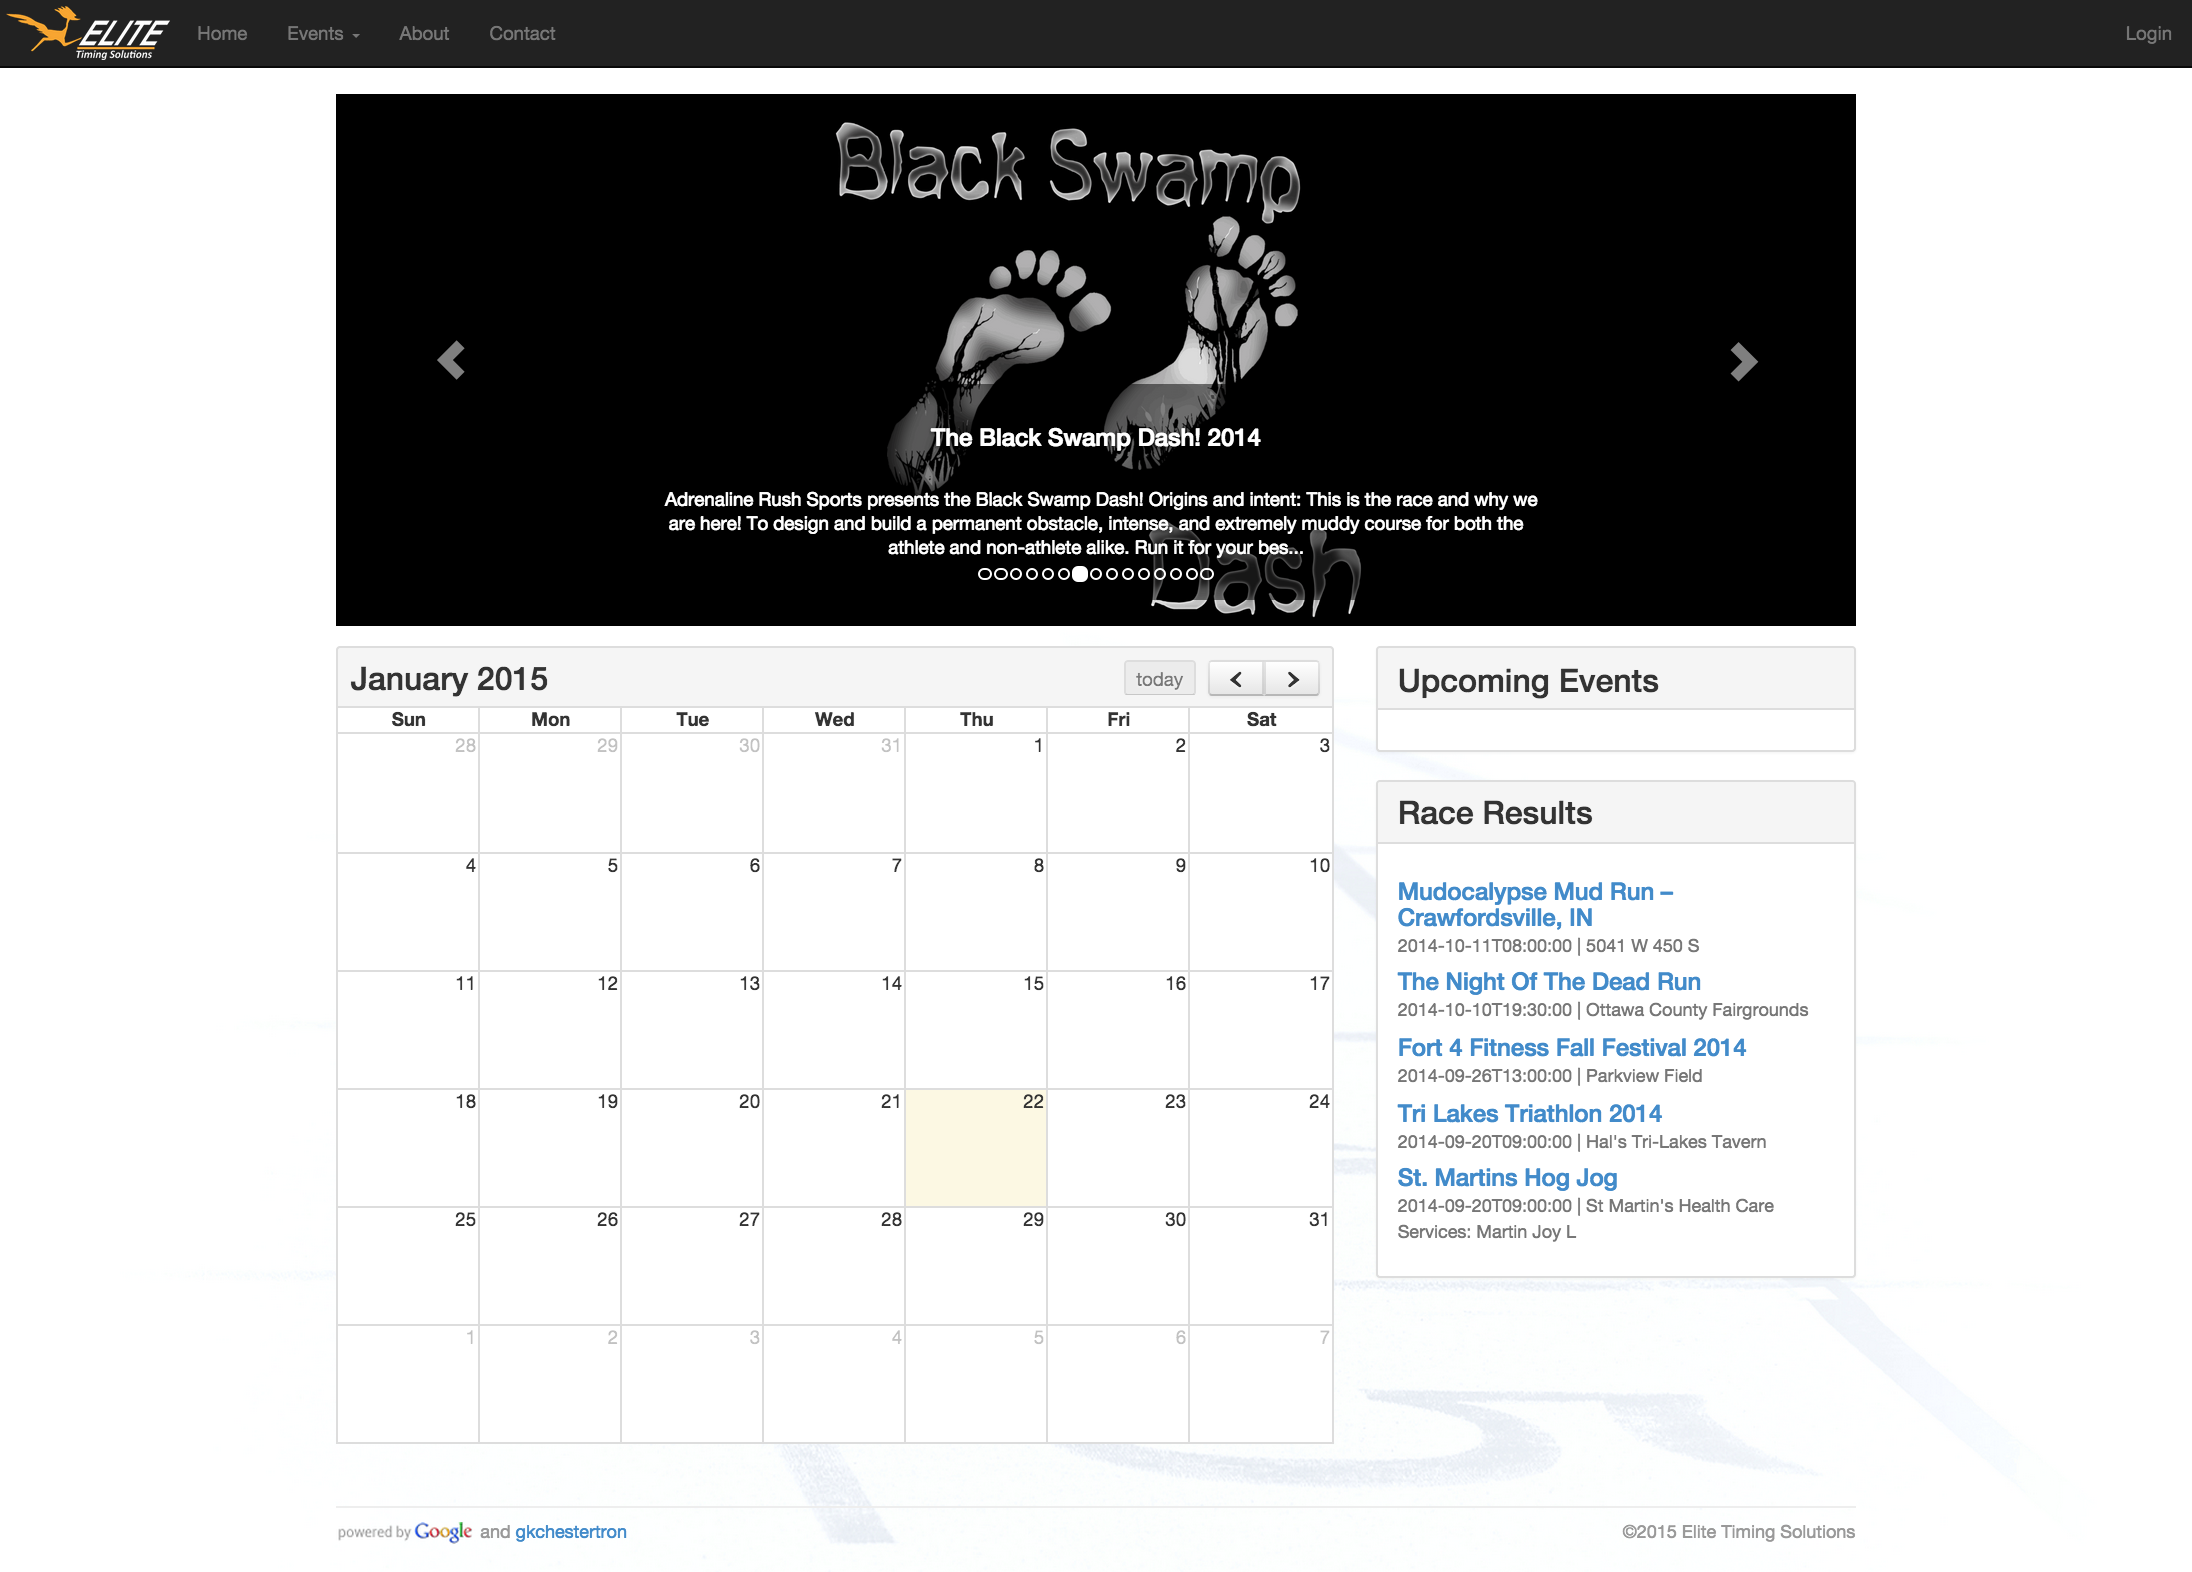 ELITE
Timing Solutions
Home
Events
About
Contact
Login
Black Swamp
The Black Swamp Dash! 2014
Adrenaline Rush Sports presents the Black Swamp Dash! Origins and intent: This is the race and why we
are here! To design and build a permanent obstacle, intense, and extremely muddy course for both the
athlete and non-athlete alike. Run it for your bes...
Dash
January 2015
today
Sun Mon Tue Wed Thu Fri Sat
28 29 30 31 1 2 3
4 5 6 7 8 9 10
11 12 13 14 15 16 17
18 19 20 21 22 23 24
25 26 27 28 29 30 31
1 2 3 4 5 6 7
Upcoming Events
Race Results
Mudocalypse Mud Run –
Crawfordsville, IN
2014-10-11T08:00:00 | 5041 W 450 S
The Night Of The Dead Run
2014-10-10T19:30:00 | Ottawa County Fairgrounds
Fort 4 Fitness Fall Festival 2014
2014-09-26T13:00:00 | Parkview Field
Tri Lakes Triathlon 2014
2014-09-20T09:00:00 | Hal's Tri-Lakes Tavern
St. Martins Hog Jog
2014-09-20T09:00:00 | St Martin's Health Care
Services: Martin Joy L
powered by Google and gkchestertron
©2015 Elite Timing Solutions